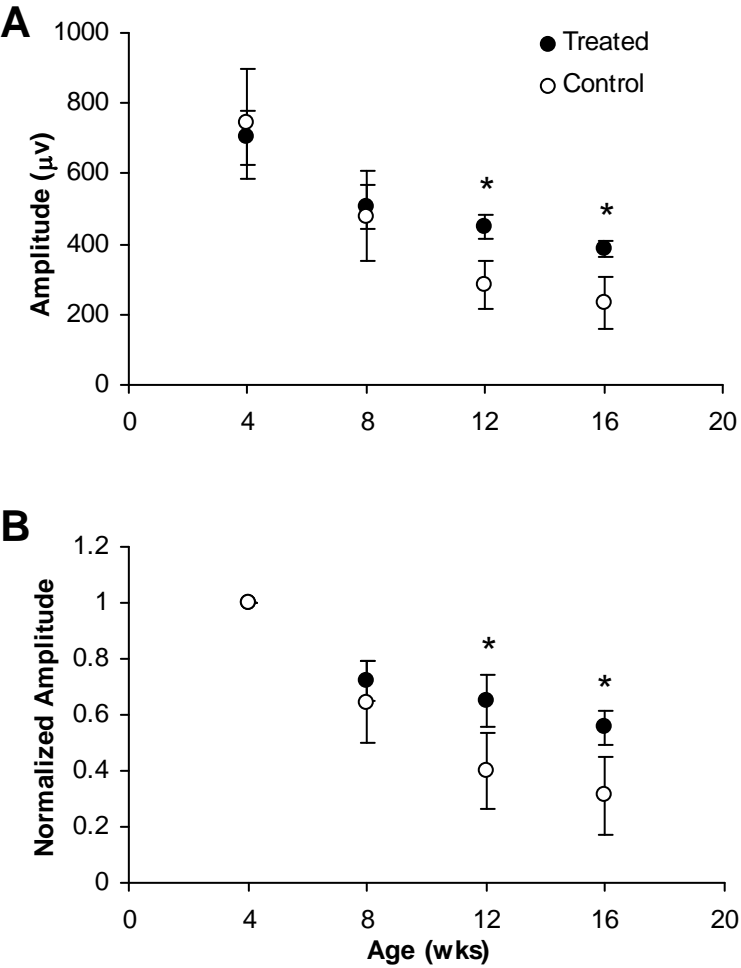 A
1000
Treated
Control
800
600
*
*
400
200
0
Amplitude (µv)
0 4 8 12 16 20
B
1.2
1
0.8
*
*
0.6
0.4
0.2
0
Normalized Amplitude
0 4 8 12 16 20
Age (wks)